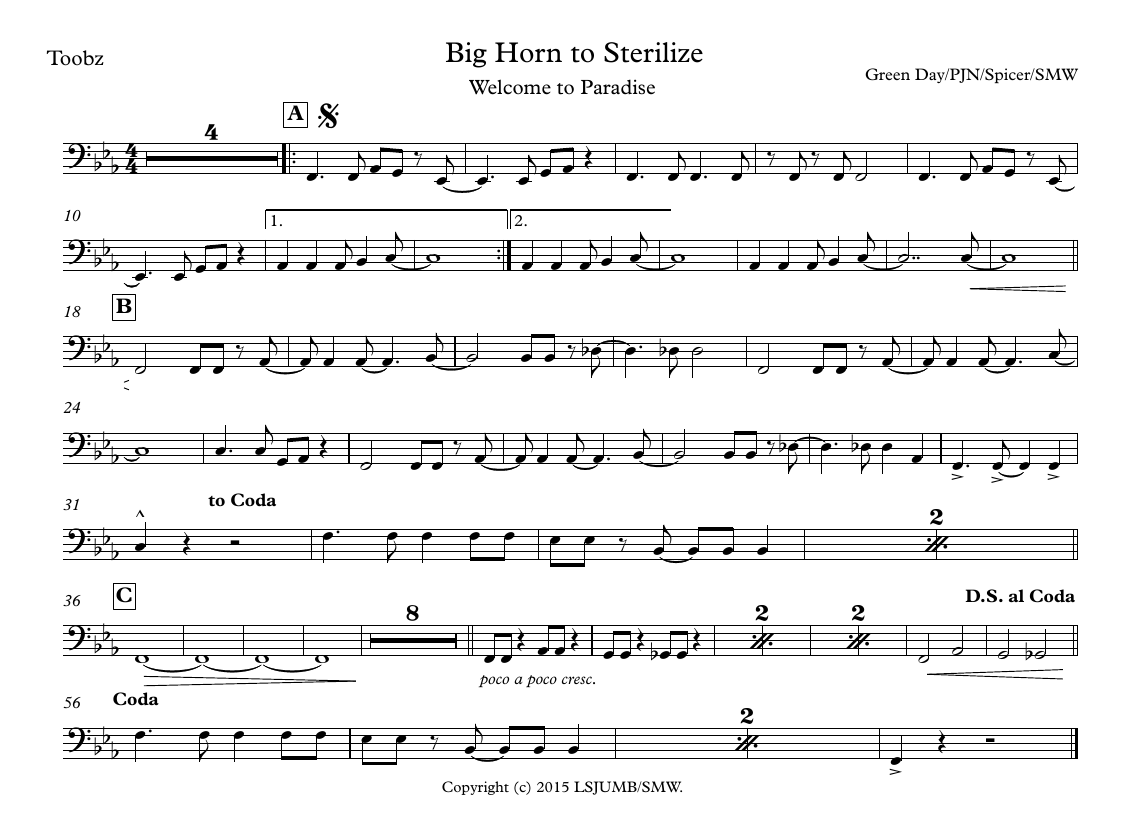 Toobz
Big Horn to Sterilize
Welcome to Paradise
Green Day/PJN/Spicer/SMW
A
4
4
4
10
1.
2.
18
B
24
31
to Coda
2
36
C
8
2
2
D.S. al Coda
poco a poco cresc.
56
Coda
2
Copyright (c) 2015 LSJUMB/SMW.